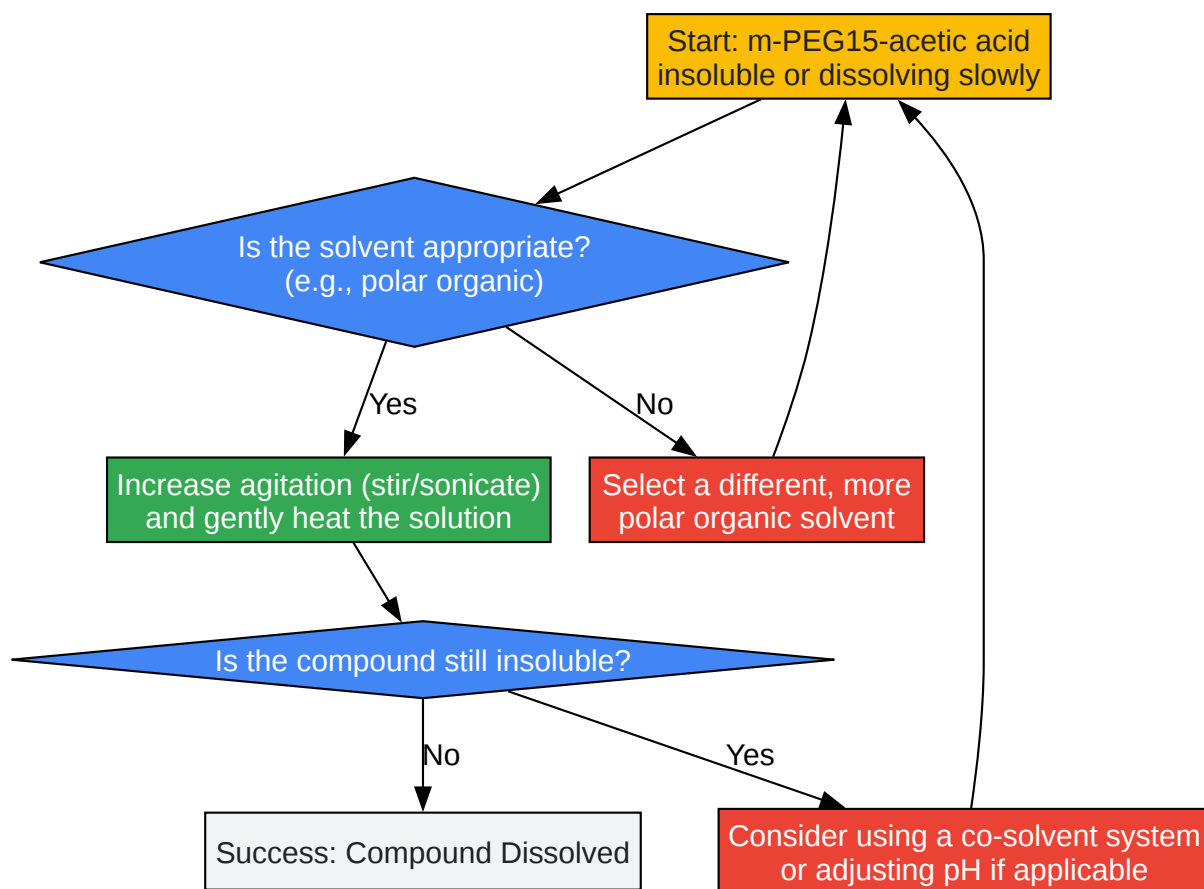 Start: m-PEG15-acetic acid
insoluble or dissolving slowly
Is the solvent appropriate?
(e.g., polar organic)
Yes
No
Increase agitation (stir/sonicate)
and gently heat the solution
Select a different, more
polar organic solvent
Is the compound still insoluble?
No
Yes
Success: Compound Dissolved
Consider using a co-solvent system
or adjusting pH if applicable